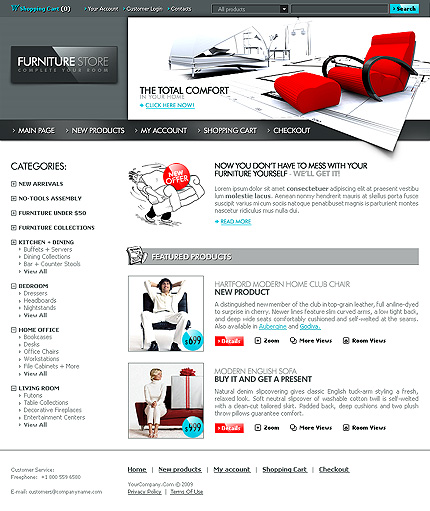 Shopping Cart (0)
Your Account
Customer Login
Contacts
All products
Search
FURNITURE STORE
COMPLETE YOUR ROOM
THE TOTAL COMFORT
IN YOUR HOME
CLICK HERE NOW!
MAIN PAGE
NEW PRODUCTS
MY ACCOUNT
SHOPPING CART
CHECKOUT
CATEGORIES:
NEW ARRIVALS
NO-TOOLS ASSEMBLY
FURNITURE UNDER $50
FURNITURE COLLECTIONS
KITCHEN + DINING
Buffets + Servers
Dining Collections
Bar + Counter Stools
View All
BEDROOM
Dressers
Headboards
Nightstands
View All
HOME OFFICE
Bookcases
Desks
Office Chairs
Workstations
File Cabinets + More
View All
LIVING ROOM
Futons
Table Collections
Decorative Fireplaces
Entertainment Centers
View All
NEW OFFER
NOW YOU DON'T HAVE TO MESS WITH YOUR
FURNITURE YOURSELF - WE'LL GET IT!
Lorem ipsum dolor sit amet consectetuer adipiscing elit at praesent vestibu
lum molestie lacus. Aenean nonny hendrerit mauris at slellus porta fusce
suscipit varius micm sociis natoque penatibuset magnis is parturient montes
nascetur ridiculus mus nulla dui.
READ MORE
FEATURED PRODUCTS
$699
HARTFORD MODERN HOME CLUB CHAIR
NEW PRODUCT
A distinguished new member of the club in top-grain leather, full aniline-dyed
to surprise in cherry. Newer lines feature slim curved arms, a low tight back,
and deep wide seats comfortably cushioned and self-welted at the seams.
Also available in Aubergine and Godiva.
Details
Zoom
More Views
Room Views
$599
MODERN ENGLISH SOFA
BUY IT AND GET A PRESENT
Natural denim slipcovering gives classic English tuck-arm styling a fresh,
relaxed look. Soft neutral slipcover of washable cotton twill is self-welted
with a clean-cut tailored skirt. Padded back, deep cushions and two plush
throw pillows guarantee comfort.
Details
Zoom
More Views
Room Views
Customer Service:
Freephone: +1 800 559 6500
E-mail: customers@companyname.com
Home | New products | My account | Shopping Cart | Checkout
YourCompany.Com © 2009
Privacy Policy | Terms Of Use